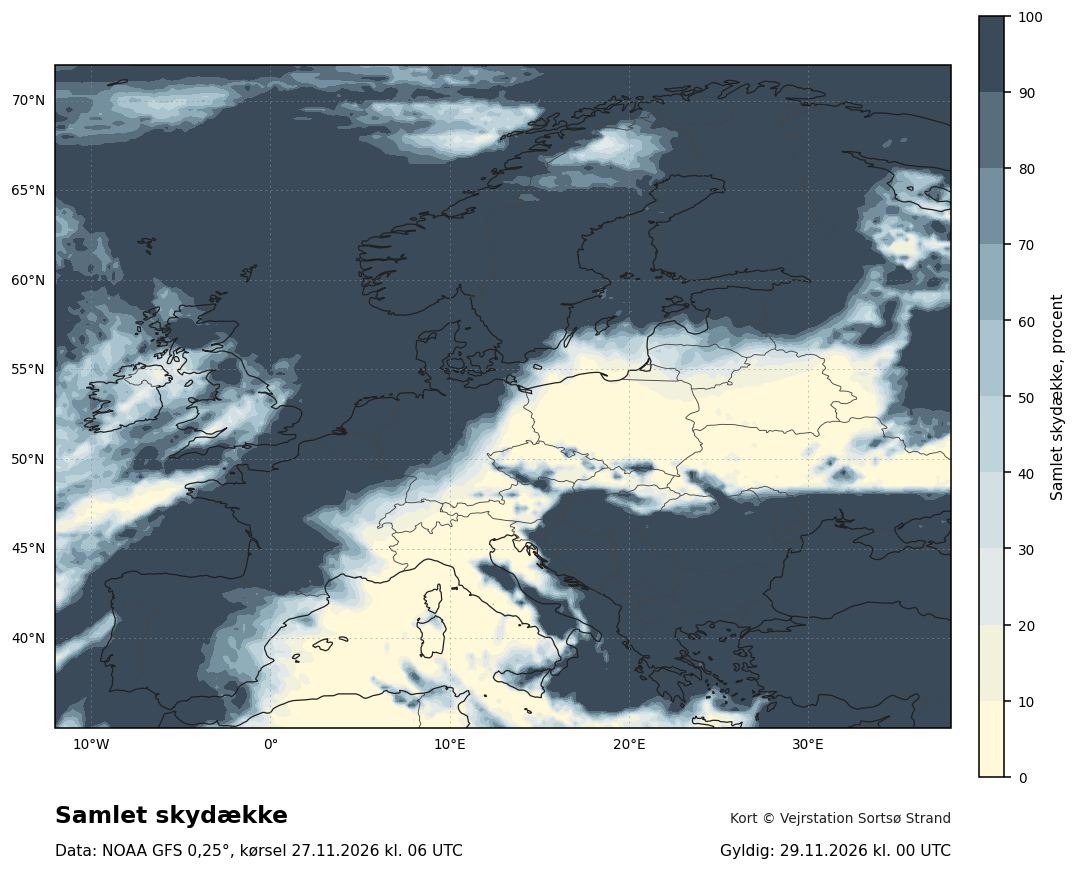 70°N
65°N
60°N
55°N
50°N
45°N
40°N
10°W
0°
10°E
20°E
30°E
100
90
80
70
60
50
40
30
20
10
0
Samlet skydække, procent
Samlet skydække
Kort © Vejrstation Sortsø Strand
Data: NOAA GFS 0,25°, kørsel 27.11.2026 kl. 06 UTC
Gyldig: 29.11.2026 kl. 00 UTC